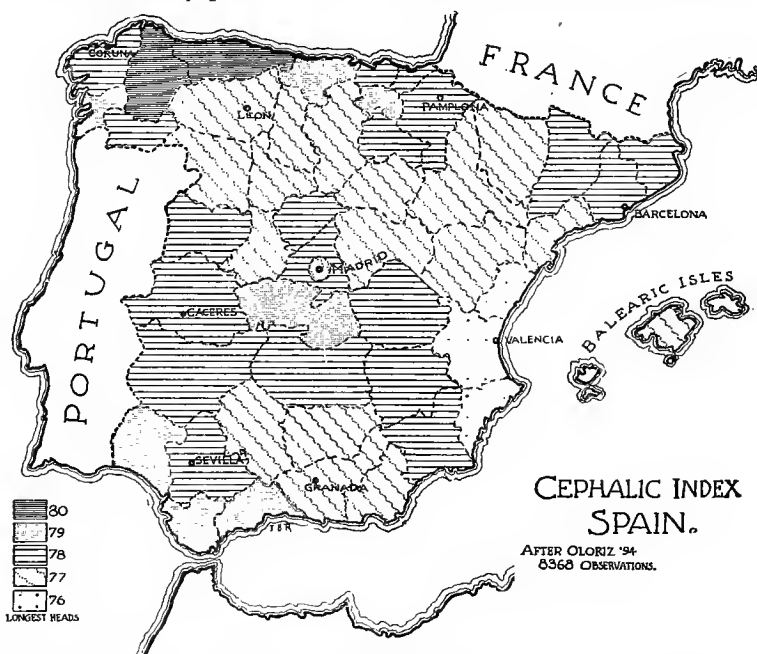 CORUNA
FRANCE
LEON
PAMPLONA
BARCELONA
MADRID
PORTUGAL
CACERES
BALEARIC ISLES
VALENCIA
SEVILLA
GRANADA
CEPHALIC INDEX
SPAIN.
AFTER OLORIZ '94
8368 OBSERVATIONS.
80
79
78
77
76
LONGEST HEADS